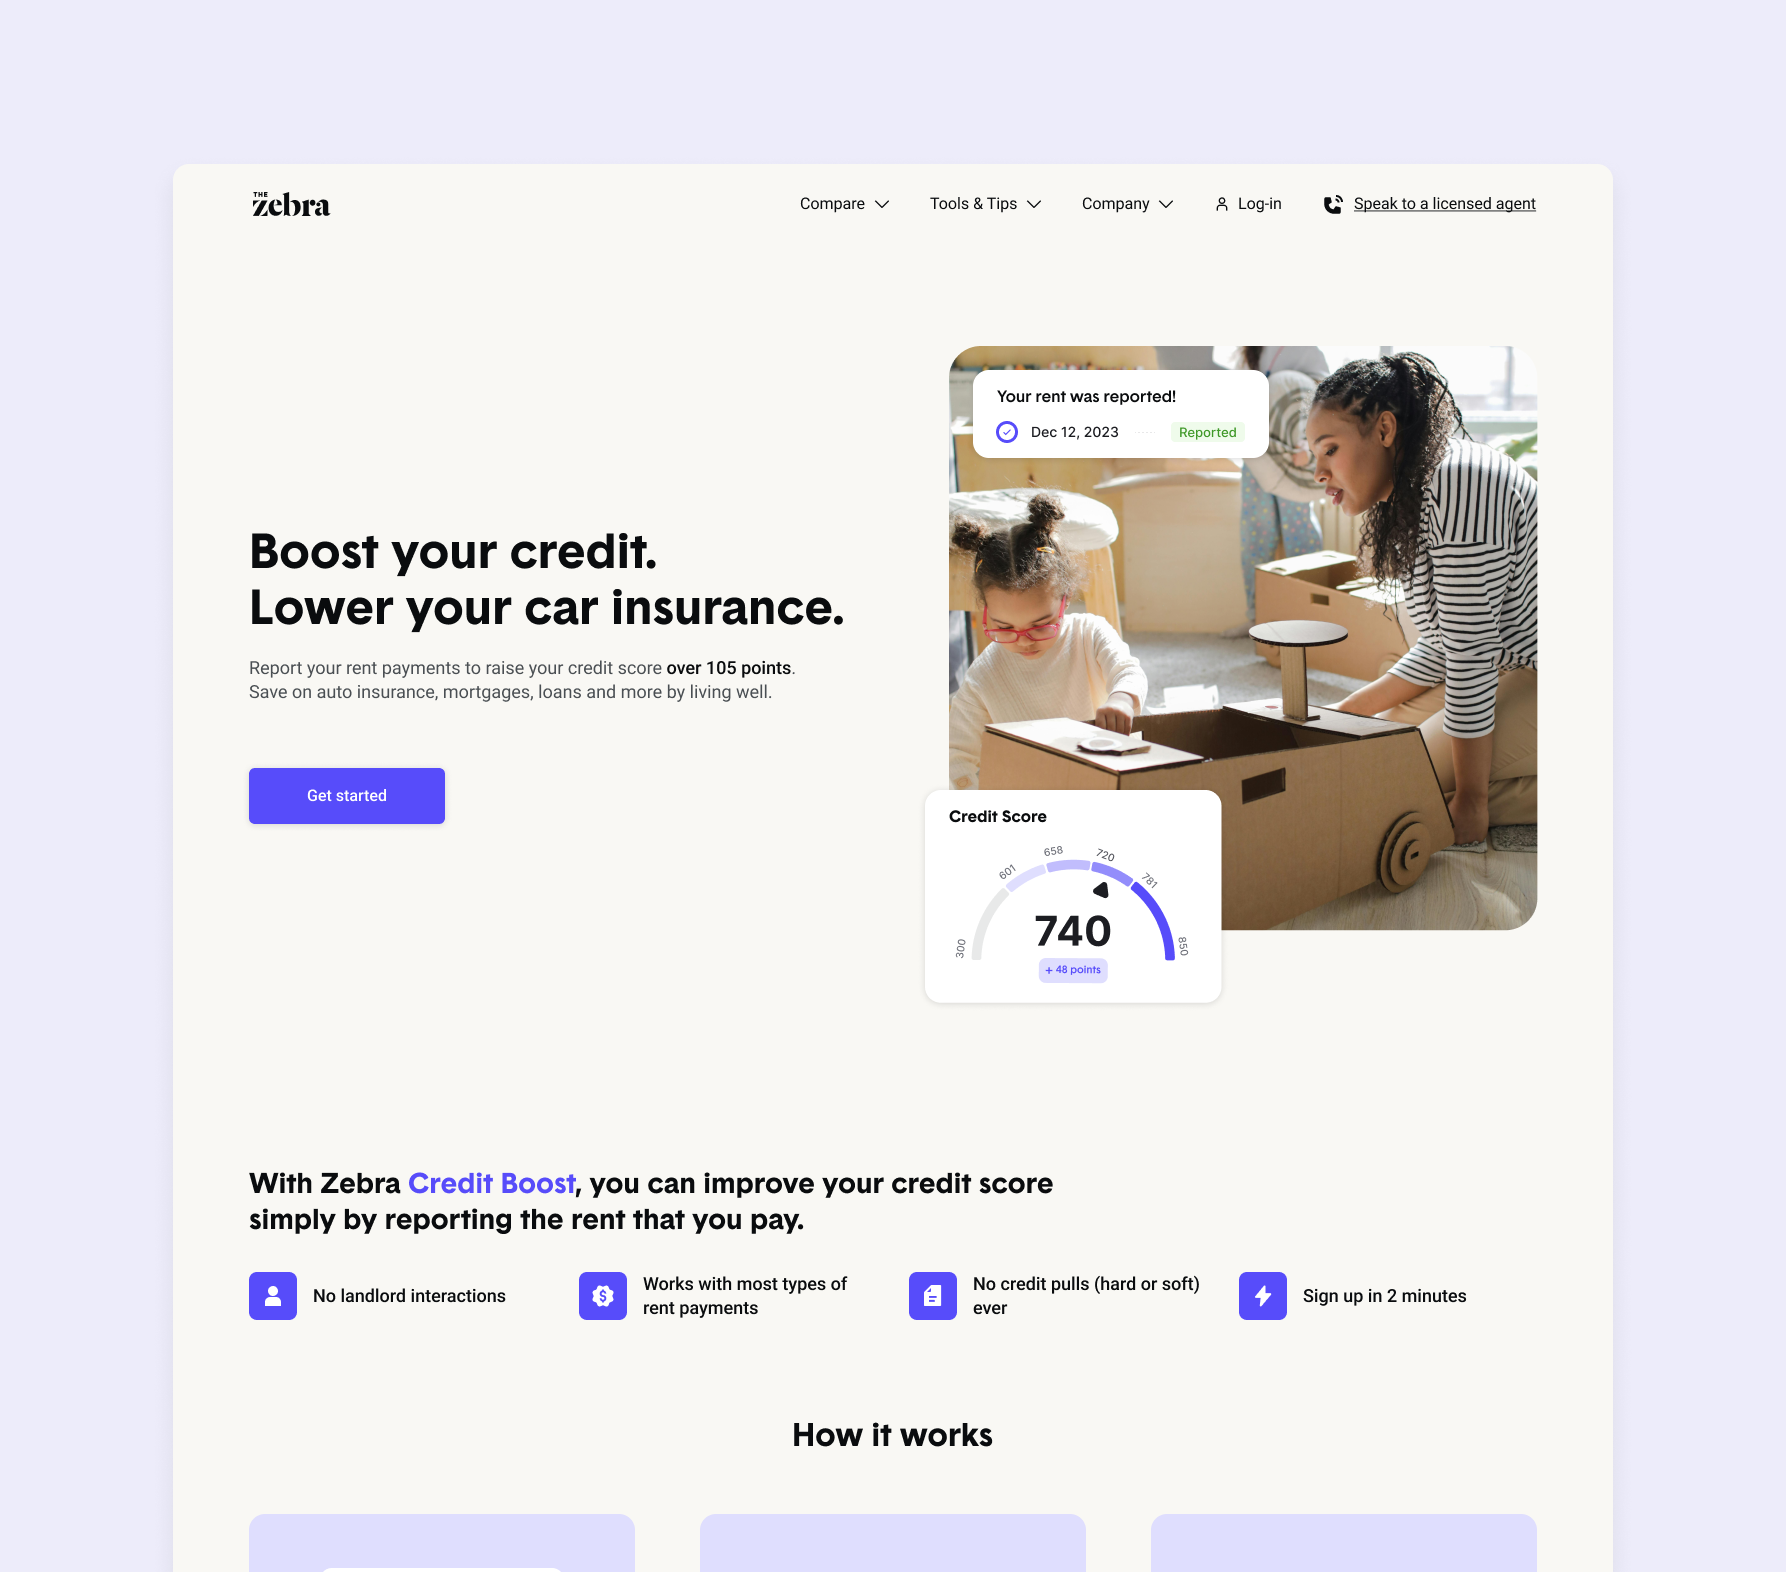 THE
zebra
Compare
Tools & Tips
Company
Log-in
Speak to a licensed agent
Boost your credit.
Lower your car insurance.
Report your rent payments to raise your credit score over 105 points.
Save on auto insurance, mortgages, loans and more by living well.
Get started
Your rent was reported!
Dec 12, 2023
Reported
Credit Score
300
601
658
720
781
850
740
+ 48 points
With Zebra Credit Boost, you can improve your credit score
simply by reporting the rent that you pay.
No landlord interactions
Works with most types of
rent payments
No credit pulls (hard or soft)
ever
Sign up in 2 minutes
How it works